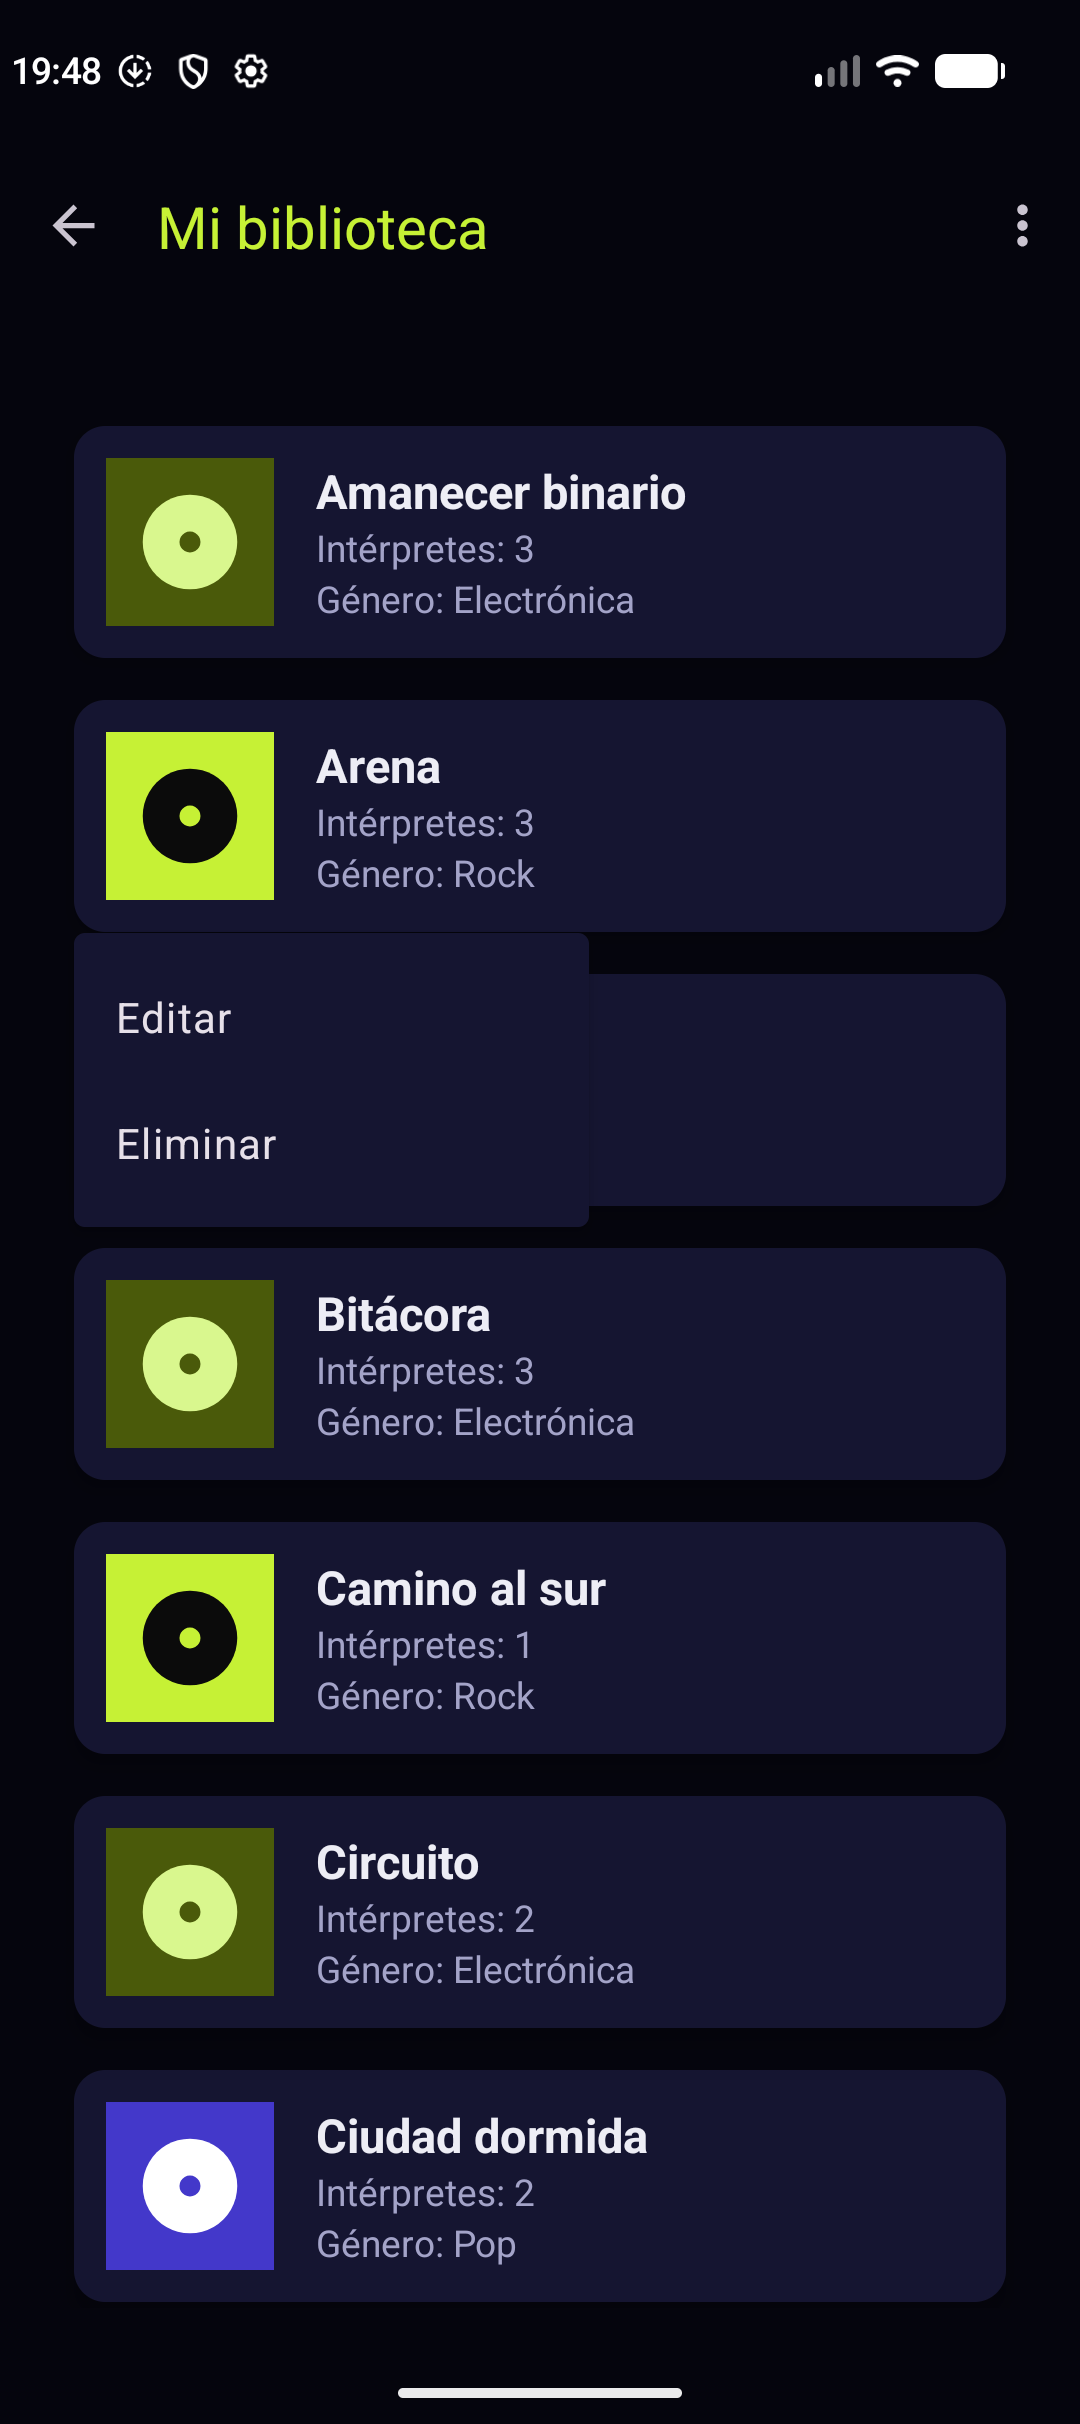 19:48
Mi biblioteca
Amanecer binario
Intérpretes: 3
Género: Electrónica
Arena
Intérpretes: 3
Género: Rock
Editar
Eliminar
Bitácora
Intérpretes: 3
Género: Electrónica
Camino al sur
Intérpretes: 1
Género: Rock
Circuito
Intérpretes: 2
Género: Electrónica
Ciudad dormida
Intérpretes: 2
Género: Pop